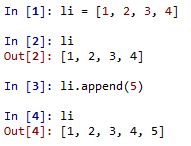 In [1]: li = [1, 2, 3, 4]
In [2]: li
Out[2]: [1, 2, 3, 4]
In [3]: li.append(5)
In [4]: li
Out[4]: [1, 2, 3, 4, 5]